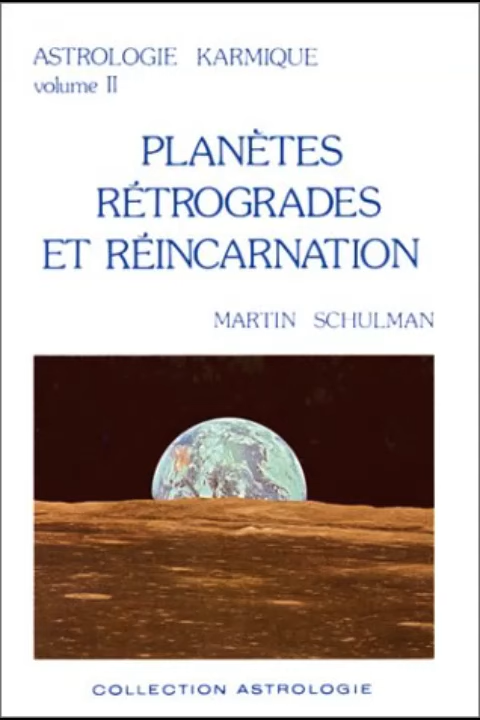 ASTROLOGIE KARMIQUE
volume II
PLANÈTES
RÉTROGRADES
ET RÉINCARNATION
MARTIN SCHULMAN
COLLECTION ASTROLOGIE